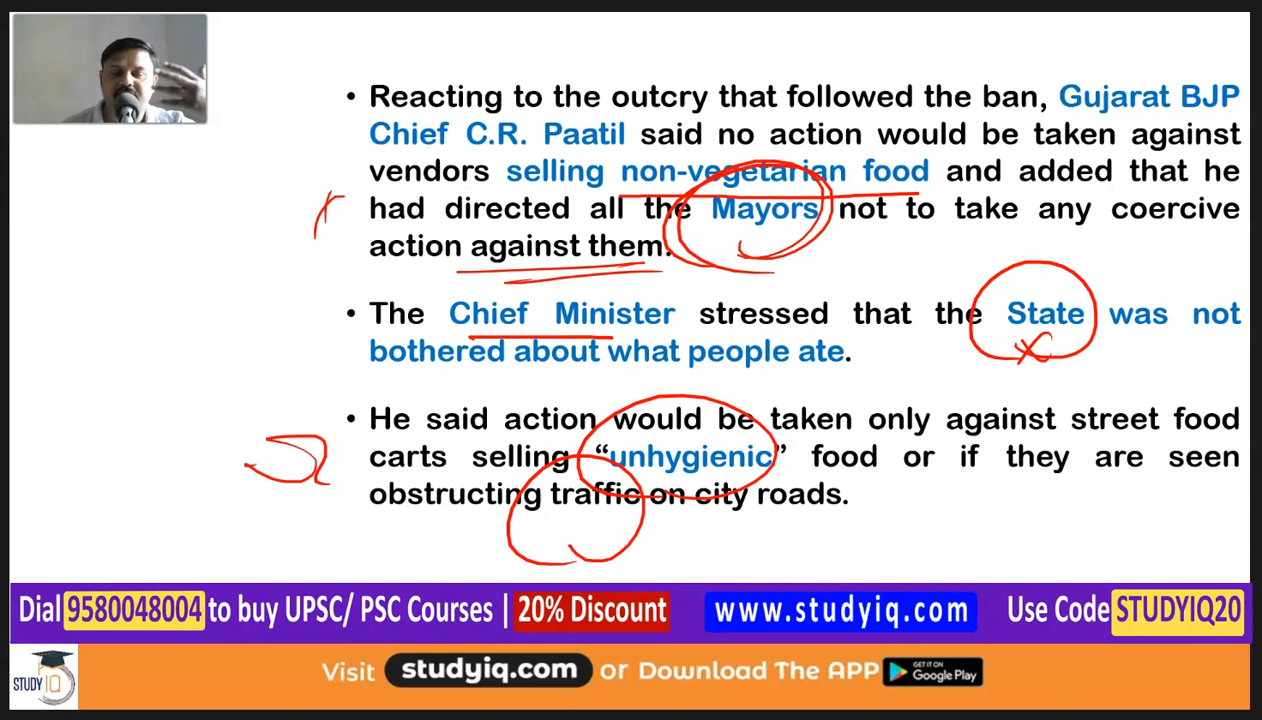 • Reacting to the outcry that followed the ban, Gujarat BJP
Chief C.R. Paatil said no action would be taken against
vendors selling non-vegetarian food and added that he
had directed all the Mayors not to take any coercive
action against them.
• The Chief Minister stressed that the State was not
bothered about what people ate.
• He said action would be taken only against street food
carts selling “unhygienic” food or if they are seen
obstructing traffic on city roads.
Dial 9580048004 to buy UPSC/ PSC Courses | 20% Discount www.studyiq.com Use Code STUDYIQ20
STUDY IQ Visit studyiq.com or Download The APP GET IT ON Google Play